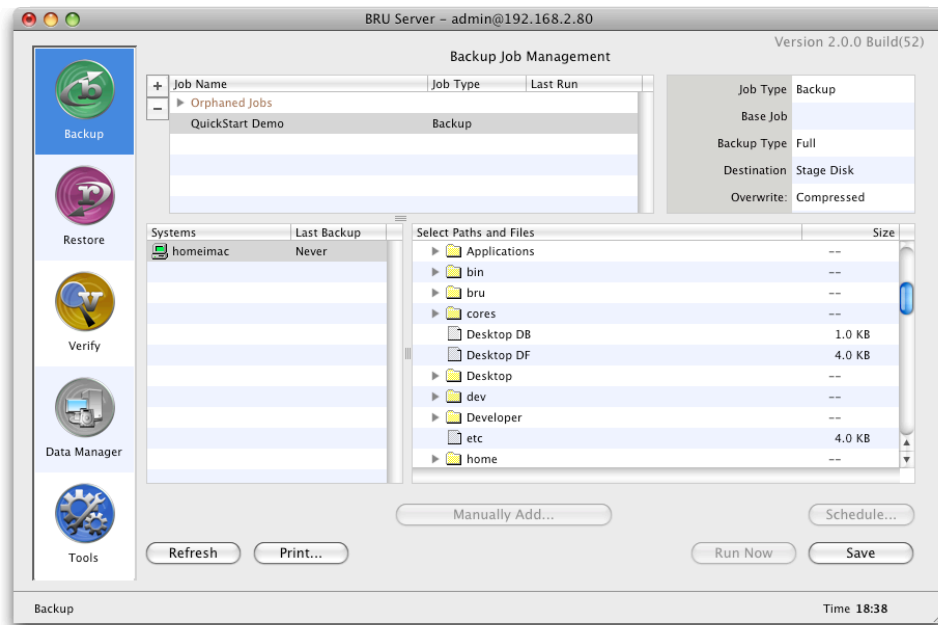 BRU Server – admin@192.168.2.80
Version 2.0.0 Build(52)
Backup Job Management
Backup
Restore
Verify
Data Manager
Tools
+
−
Job Name Job Type Last Run
Orphaned Jobs
QuickStart Demo Backup
Job Type Backup
Base Job
Backup Type Full
Destination Stage Disk
Overwrite: Compressed
Systems Last Backup
homeimac Never
Select Paths and Files Size
Applications --
bin --
bru --
cores --
Desktop DB 1.0 KB
Desktop DF 4.0 KB
Desktop --
dev --
Developer --
etc 4.0 KB
home --
Manually Add... Schedule...
Refresh Print... Run Now Save
Backup Time 18:38